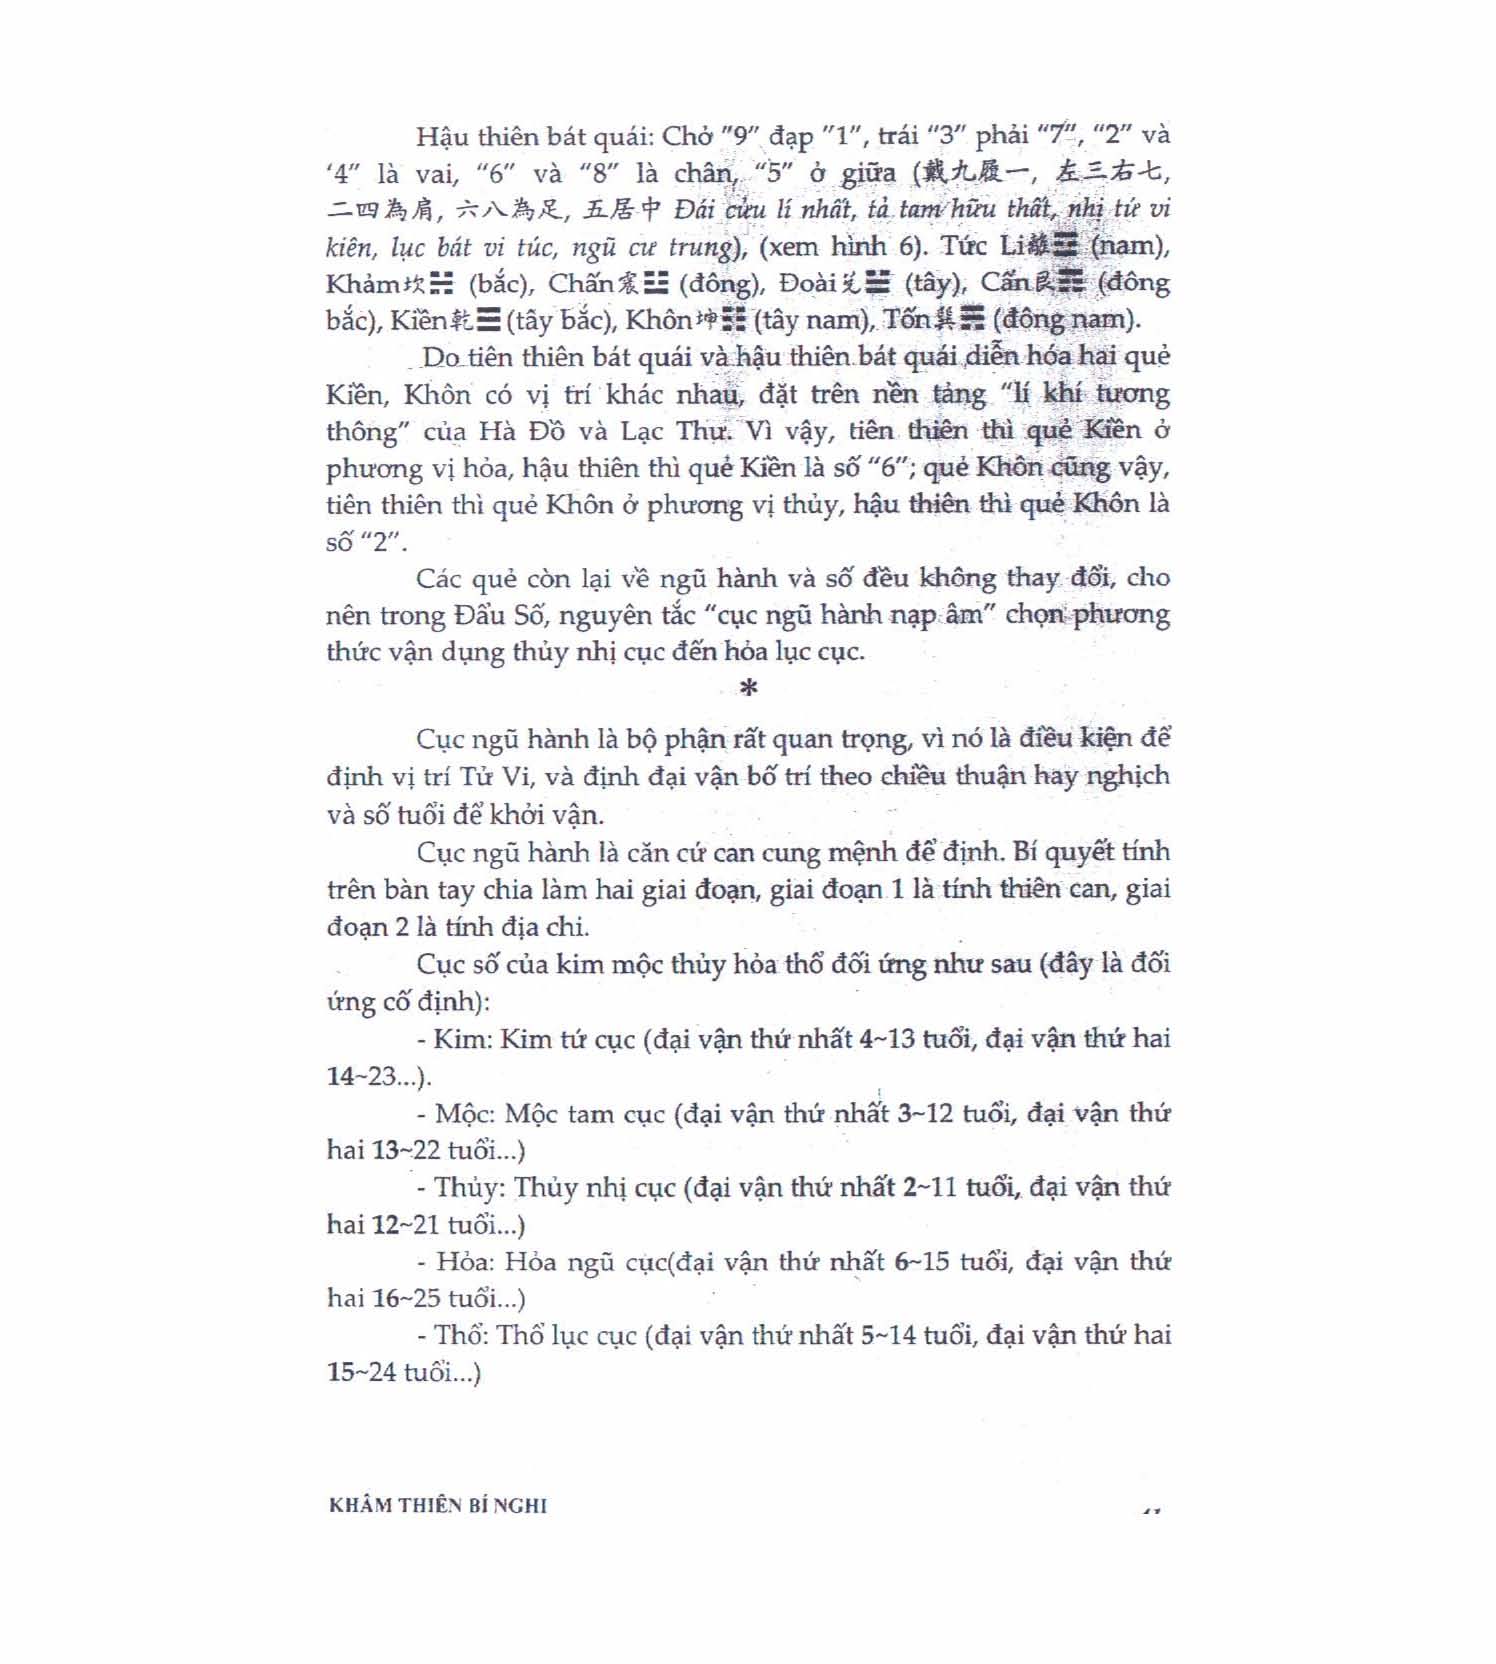 Hậu thiên bát quái: Chở "9" đạp "1", trái "3" phải "7", "2" và
'4" là vai, "6" và "8" là chân, "5" ở giữa (戴九履一, 左三右七,
二四為肩, 六八為足, 五居中 Đái cửu lí nhất, tả tam hữu thất, nhị tứ vi
kiên, lục bát vi túc, ngũ cư trung), (xem hình 6). Tức Li離☲ (nam),
Khảm坎☵ (bắc), Chấn震☳ (đông), Đoài兌☱ (tây), Cấn艮☶ (đông
bắc), Kiền乾☰ (tây bắc), Khôn坤☷ (tây nam), Tốn巽☴ (đông nam).
Do tiên thiên bát quái và hậu thiên bát quái diễn hóa hai quẻ
Kiền, Khôn có vị trí khác nhau, đặt trên nền tảng "lí khí tương
thông" của Hà Đồ và Lạc Thư. Vì vậy, tiên thiên thì quẻ Kiền ở
phương vị hỏa, hậu thiên thì quẻ Kiền là số "6"; quẻ Khôn cũng vậy,
tiên thiên thì quẻ Khôn ở phương vị thủy, hậu thiên thì quẻ Khôn là
số "2".
Các quẻ còn lại về ngũ hành và số đều không thay đổi, cho
nên trong Đẩu Số, nguyên tắc "cục ngũ hành nạp âm" chọn phương
thức vận dụng thủy nhị cục đến hỏa lục cục.
*
Cục ngũ hành là bộ phận rất quan trọng, vì nó là điều kiện để
định vị trí Tử Vi, và định đại vận bố trí theo chiều thuận hay nghịch
và số tuổi để khởi vận.
Cục ngũ hành là căn cứ can cung mệnh để định. Bí quyết tính
trên bàn tay chia làm hai giai đoạn, giai đoạn 1 là tính thiên can, giai
đoạn 2 là tính địa chi.
Cục số của kim mộc thủy hỏa thổ đối ứng như sau (đây là đối
ứng cố định):
- Kim: Kim tứ cục (đại vận thứ nhất 4~13 tuổi, đại vận thứ hai
14~23...).
- Mộc: Mộc tam cục (đại vận thứ nhất 3~12 tuổi, đại vận thứ
hai 13~22 tuổi...)
- Thủy: Thủy nhị cục (đại vận thứ nhất 2~11 tuổi, đại vận thứ
hai 12~21 tuổi...)
- Hỏa: Hỏa ngũ cục(đại vận thứ nhất 6~15 tuổi, đại vận thứ
hai 16~25 tuổi...)
- Thổ: Thổ lục cục (đại vận thứ nhất 5~14 tuổi, đại vận thứ hai
15~24 tuổi...)
KHÂM THIÊN BÍ NGHI